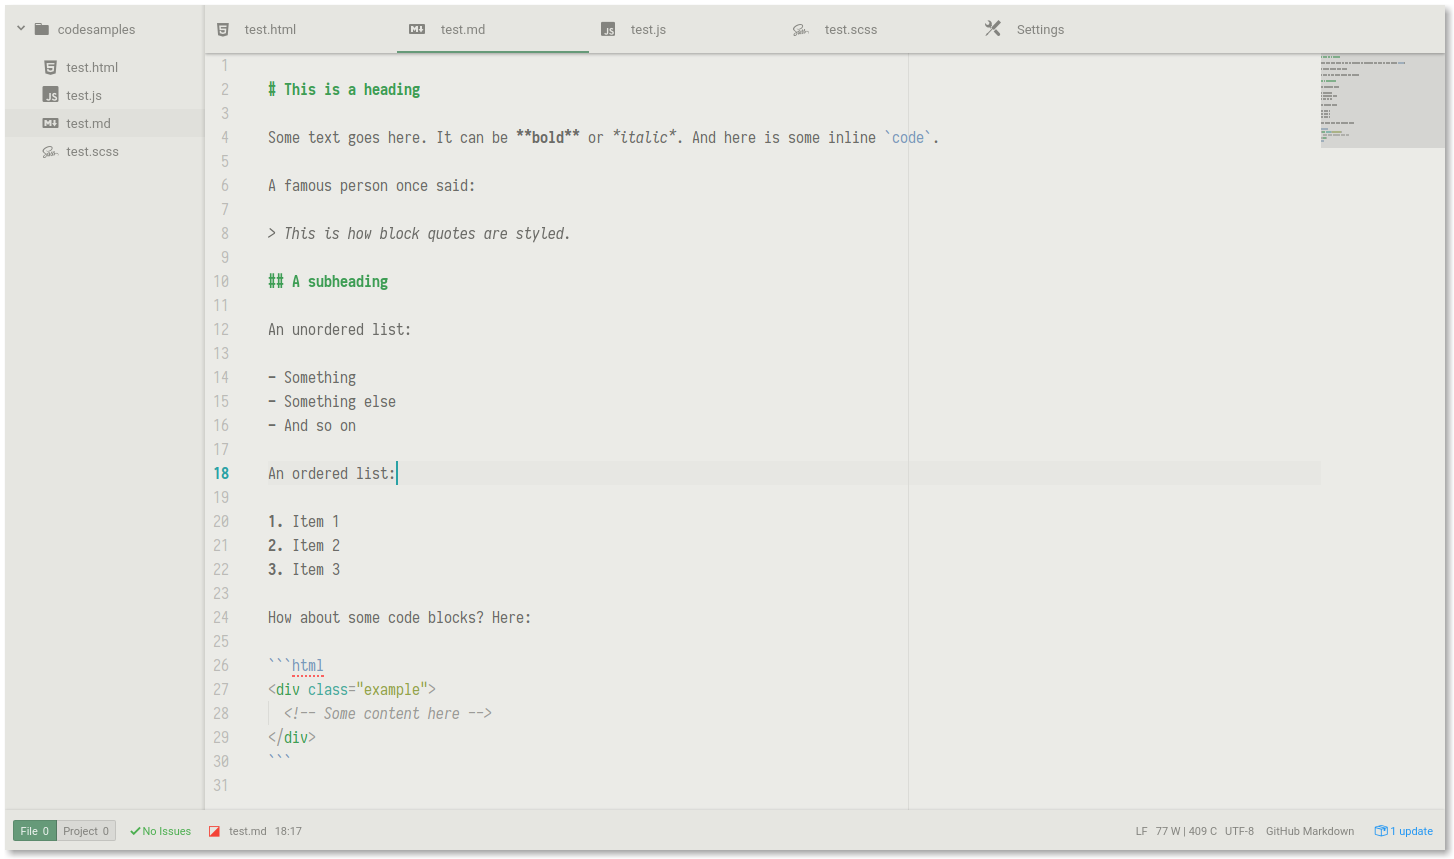 codesamples
test.html
test.js
test.md
test.scss
test.html
test.md
test.js
test.scss
Settings
1
2 # This is a heading
3
4 Some text goes here. It can be **bold** or *italic*. And here is some inline `code`.
5
6 A famous person once said:
7
8 > This is how block quotes are styled.
9
10 ## A subheading
11
12 An unordered list:
13
14 - Something
15 - Something else
16 - And so on
17
18 An ordered list:
19
20 1. Item 1
21 2. Item 2
22 3. Item 3
23
24 How about some code blocks? Here:
25
26 ```html
27 <div class="example">
28   <!-- Some content here -->
29 </div>
30 ```
31
File 0 Project 0 No Issues test.md 18:17 LF 77 W | 409 C UTF-8 GitHub Markdown 1 update